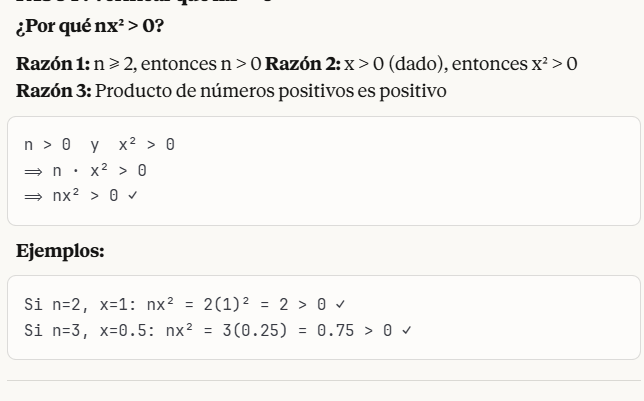 ¿Por qué nx² > 0?
Razón 1: n ⩾ 2, entonces n > 0 Razón 2: x > 0 (dado), entonces x² > 0
Razón 3: Producto de números positivos es positivo
n > 0 y x² > 0
⟹ n · x² > 0
⟹ nx² > 0 ✓
Ejemplos:
Si n=2, x=1: nx² = 2(1)² = 2 > 0 ✓
Si n=3, x=0.5: nx² = 3(0.25) = 0.75 > 0 ✓